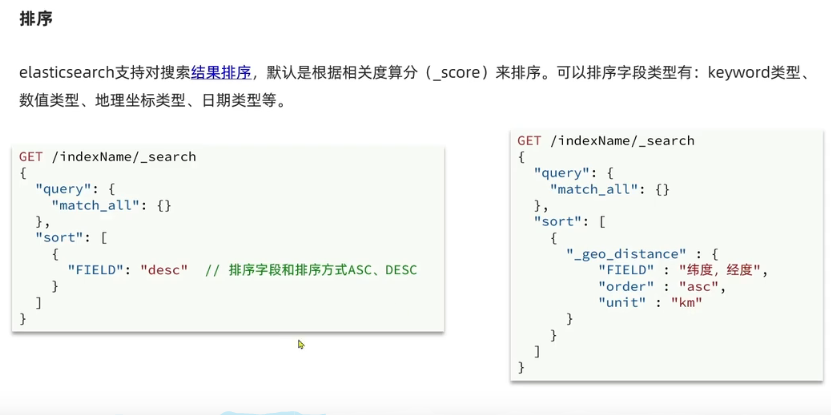 排序
elasticsearch支持对搜索结果排序，默认是根据相关度算分（_score）来排序。可以排序字段类型有：keyword类型、
数值类型、地理坐标类型、日期类型等。
GET /indexName/_search
{
  "query": {
    "match_all": {}
  },
  "sort": [
    {
      "FIELD": "desc"  // 排序字段和排序方式ASC、DESC
    }
  ]
}
GET /indexName/_search
{
  "query": {
    "match_all": {}
  },
  "sort": [
    {
      "_geo_distance" : {
          "FIELD" : "纬度，经度",
          "order" : "asc",
          "unit" : "km"
      }
    }
  ]
}